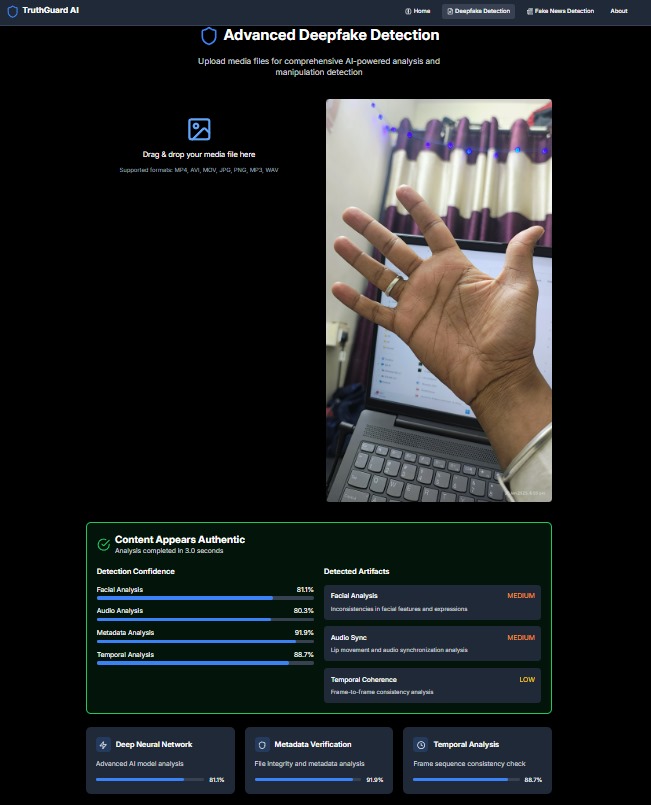 TruthGuard AI
Home
Deepfake Detection
Fake News Detection
About
Advanced Deepfake Detection
Upload media files for comprehensive AI-powered analysis and
manipulation detection
Drag & drop your media file here
Supported formats: MP4, AVI, MOV, JPG, PNG, MP3, WAV
Content Appears Authentic
Analysis completed in 3.0 seconds
Detection Confidence
Facial Analysis 81.1%
Audio Analysis 80.3%
Metadata Analysis 91.9%
Temporal Analysis 88.7%
Detected Artifacts
Facial Analysis MEDIUM
Inconsistencies in facial features and expressions
Audio Sync MEDIUM
Lip movement and audio synchronization analysis
Temporal Coherence LOW
Frame-to-frame consistency analysis
Deep Neural Network
Advanced AI model analysis
81.1%
Metadata Verification
File integrity and metadata analysis
91.9%
Temporal Analysis
Frame sequence consistency check
88.7%